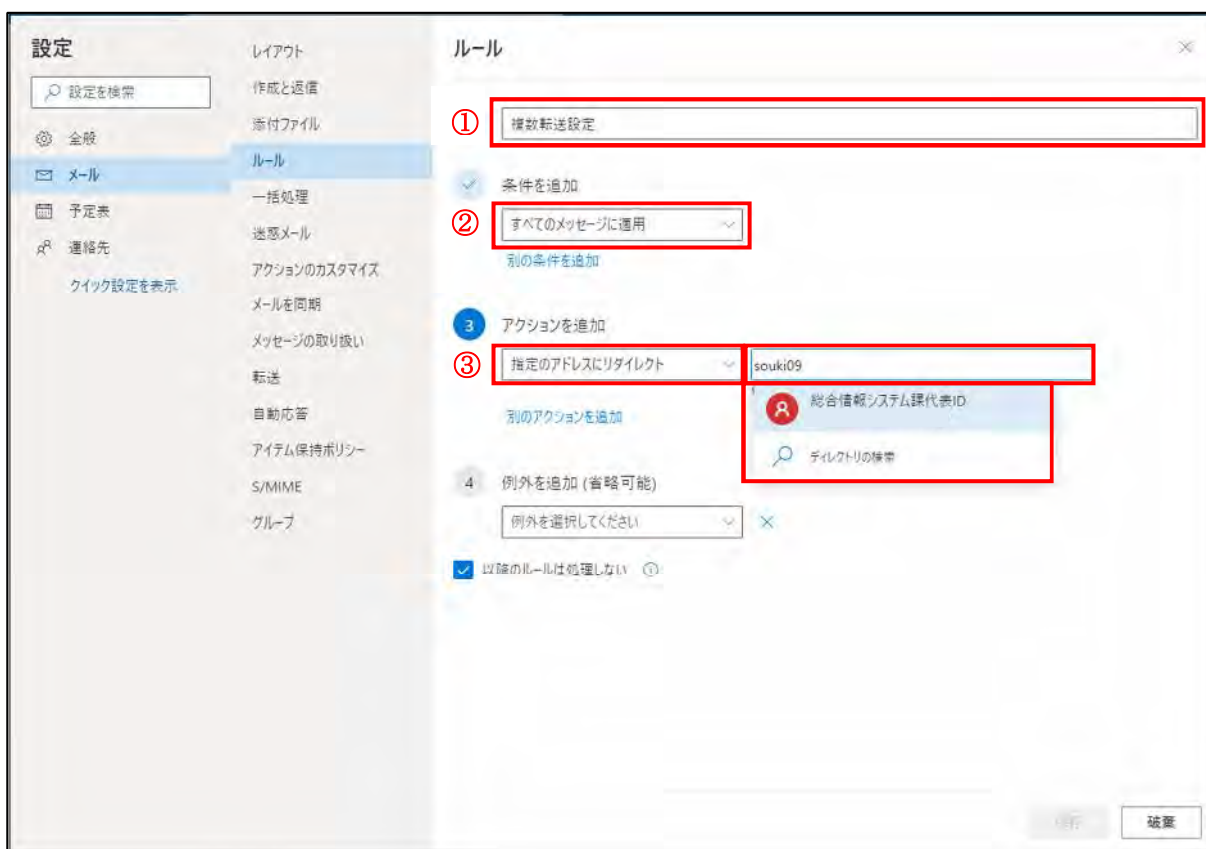 設定
設定を検索
全般
メール
予定表
連絡先
クイック設定を表示
レイアウト
作成と返信
添付ファイル
ルール
一括処理
迷惑メール
アクションのカスタマイズ
メールを同期
メッセージの取り扱い
転送
自動応答
アイテム保持ポリシー
S/MIME
グループ
ルール
① 複数転送設定
条件を追加
② すべてのメッセージに適用
別の条件を追加
3 アクションを追加
③ 指定のアドレスにリダイレクト souki09
総合情報システム課代表ID
ディレクトリの検索
別のアクションを追加
4 例外を追加 (省略可能)
例外を選択してください
以降のルールは処理しない
保存 破棄